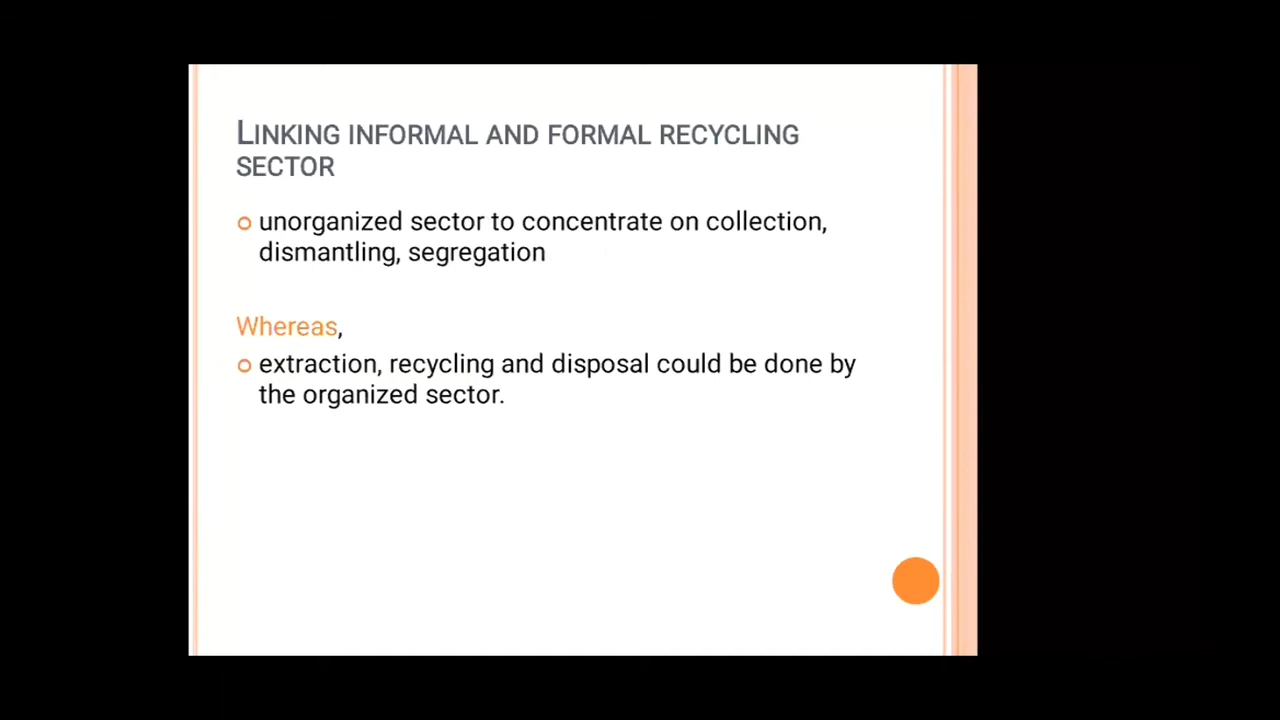 LINKING INFORMAL AND FORMAL RECYCLING
SECTOR
unorganized sector to concentrate on collection,
dismantling, segregation
Whereas,
extraction, recycling and disposal could be done by
the organized sector.